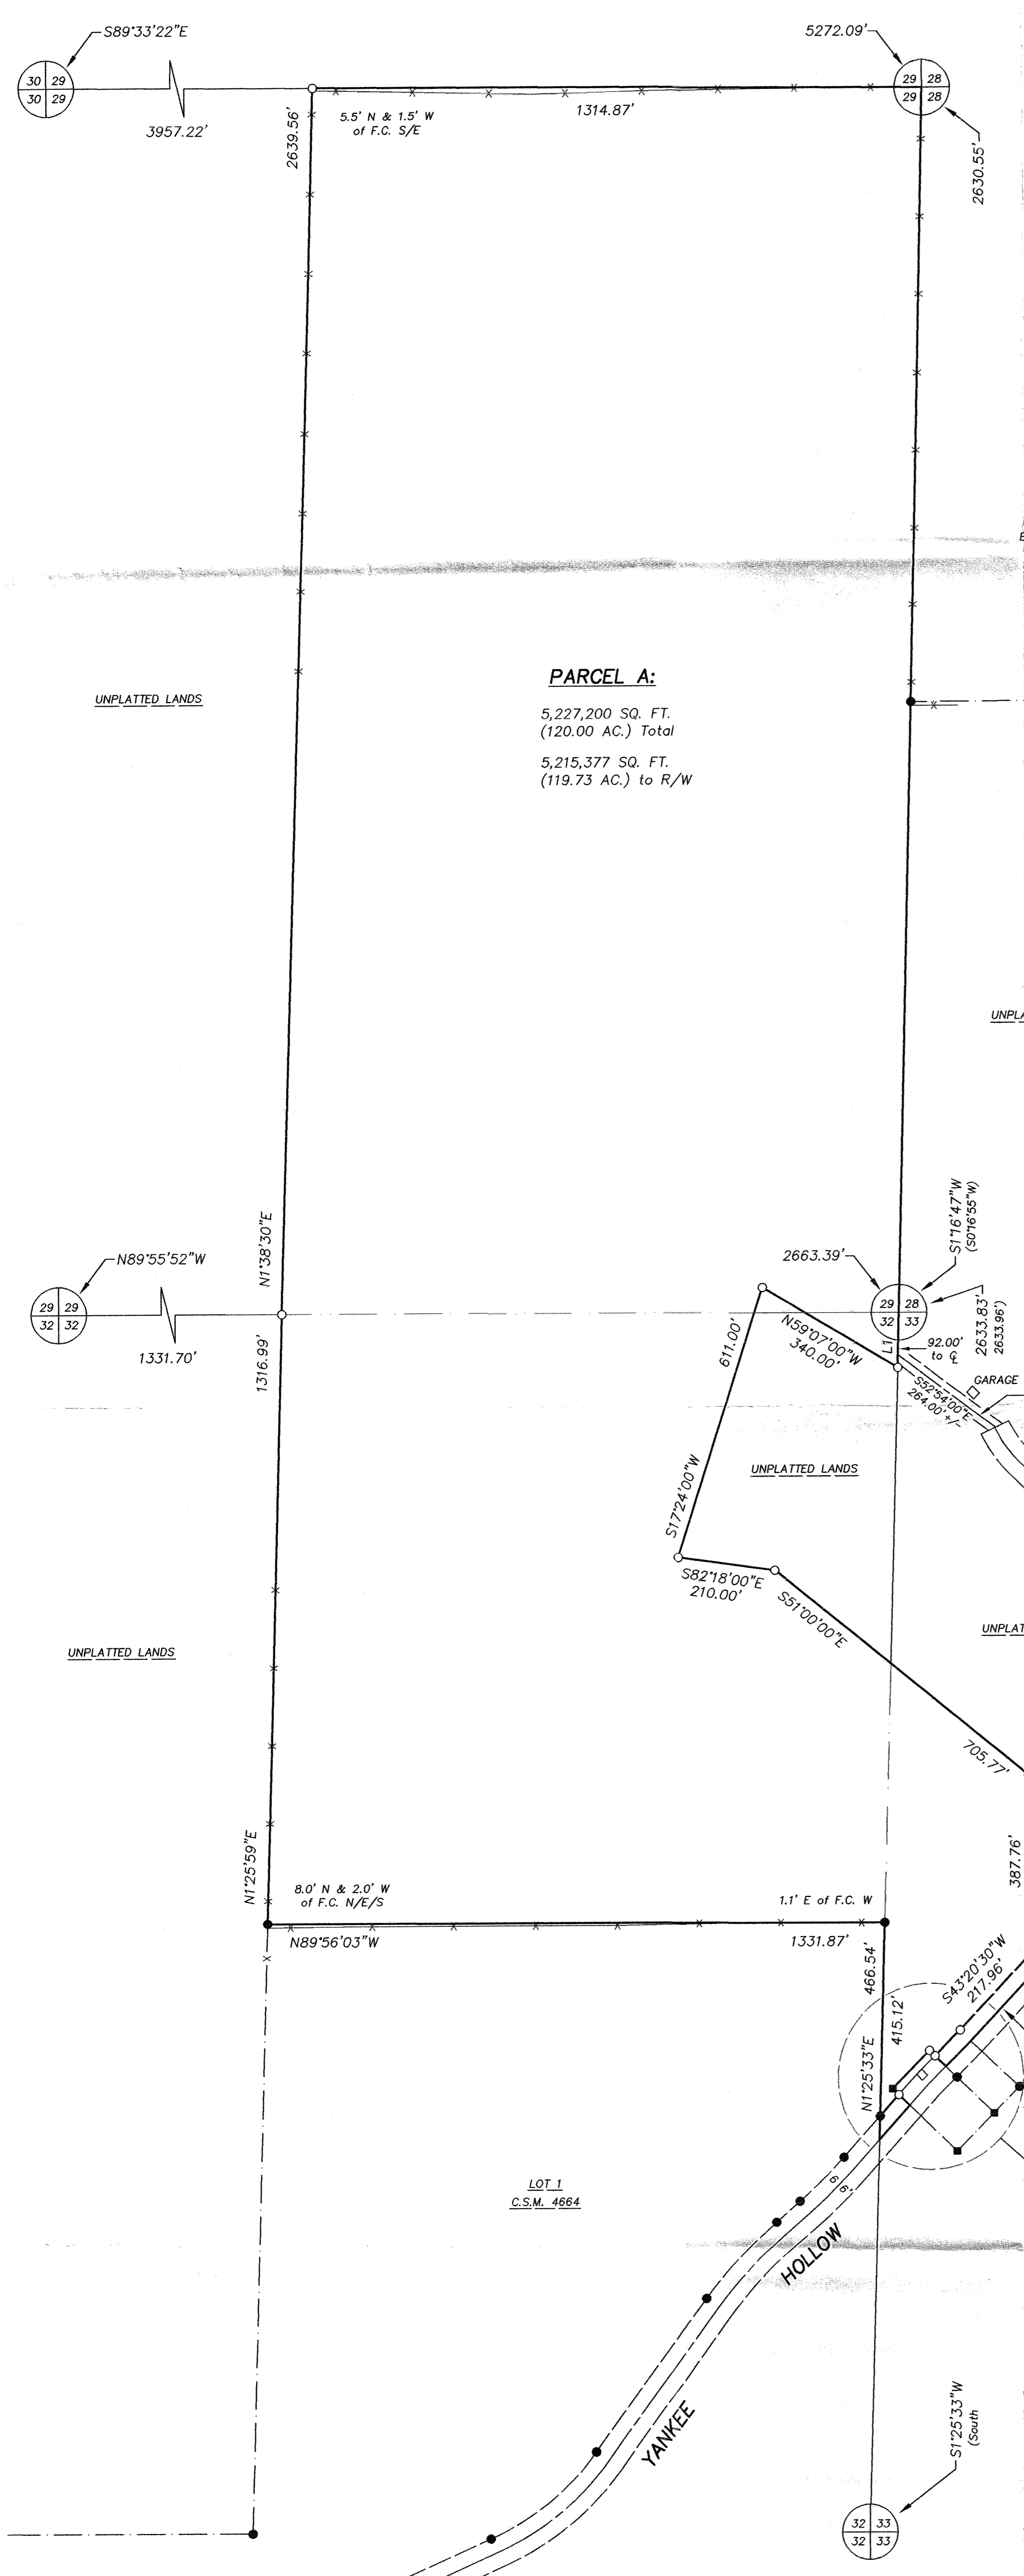 S89°33'22"E
5272.09'
30 29
30 29
29 28
29 28
3957.22'
2639.56'
5.5' N & 1.5' W
of F.C. S/E
1314.87'
2630.55'
E
PARCEL A:
UNPLATTED LANDS
5,227,200 SQ. FT.
(120.00 AC.) Total
5,215,377 SQ. FT.
(119.73 AC.) to R/W
UNPLA
N1°38'30"E
S1°16'47"W
(S0°16'55"W)
N89°55'52"W
2663.39'
29 29
32 32
29 28
32 33
2633.83'
2633.96'
1331.70'
1316.99'
611.00'
N59°07'00"W
340.00'
L1
92.00'
to ℄
GARAGE
S52°54'00"E
264.00' +/-
UNPLATTED LANDS
S17°24'00"W
S82°18'00"E
210.00'
S51°00'00"E
UNPLAT
UNPLATTED LANDS
705.77'
387.76'
N1°25'59"E
8.0' N & 2.0' W
of F.C. N/E/S
1.1' E of F.C. W
N89°56'03"W
1331.87'
466.54'
415.12'
S43°20'30"W
217.96'
N1°25'33"E
66'
LOT 1
C.S.M. 4664
HOLLOW
YANKEE
S1°25'33"W
(South
32 33
32 33